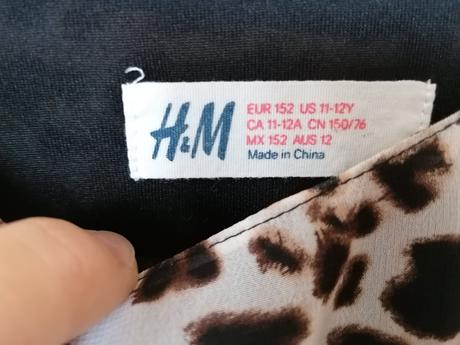 H&M
EUR 152 US 11-12Y
CA 11-12A CN 150/76
MX 152 AUS 12
Made in China